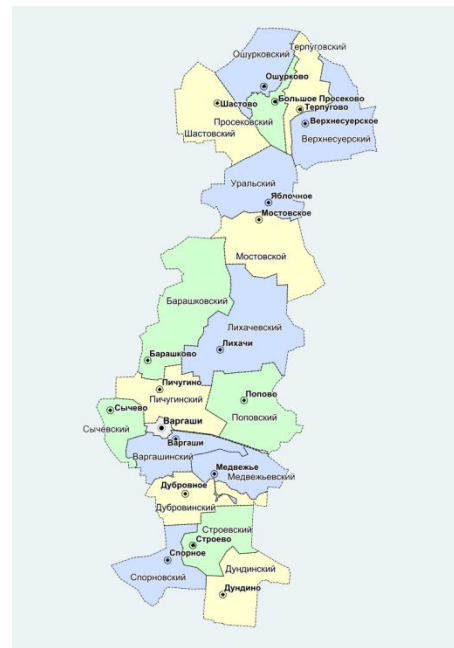 Терпуговский
Ошурковский
Ошурково
Большое Просеково
Шастово
Терпугово
Просековский
Верхнесуерское
Шастовский
Верхнесуерский
Уральский
Яблочное
Мостовское
Мостовской
Барашковский
Лихачевский
Лихачи
Барашково
Пичугино
Пичугинский
Попово
Сычево
Поповский
Варгаши
Сычевский
Варгаши
Варгашинский
Медвежье
Медвежьевский
Дубровное
Дубровинский
Строевский
Строево
Спорное
Дундинский
Спорновский
Дундино